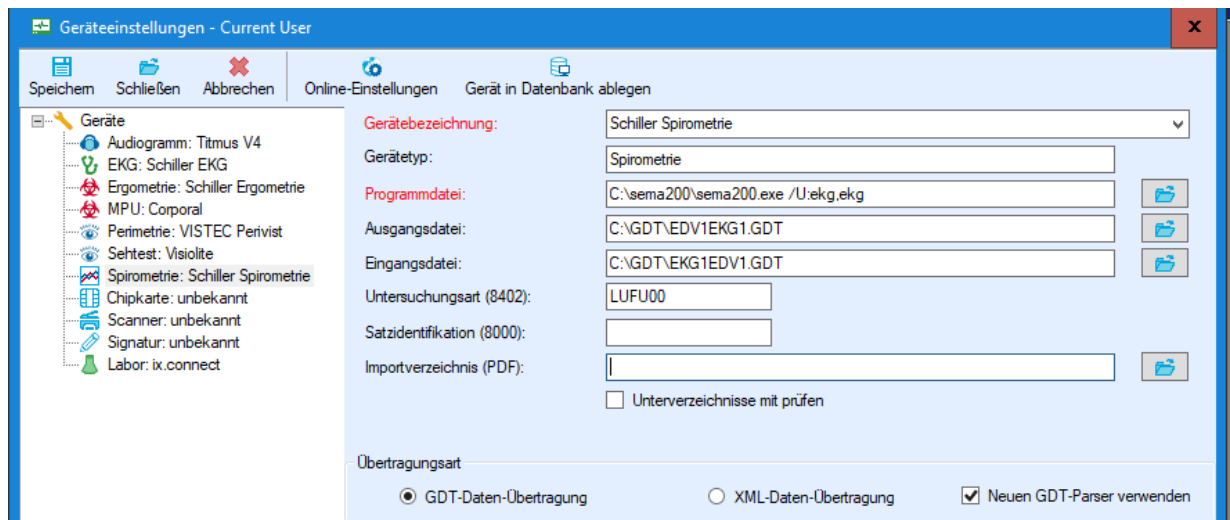 Geräteeinstellungen - Current User
x
Speichern Schließen Abbrechen Online-Einstellungen Gerät in Datenbank ablegen
Geräte
Audiogramm: Titmus V4
EKG: Schiller EKG
Ergometrie: Schiller Ergometrie
MPU: Corporal
Perimetrie: VISTEC Perivist
Sehtest: Visiolite
Spirometrie: Schiller Spirometrie
Chipkarte: unbekannt
Scanner: unbekannt
Signatur: unbekannt
Labor: ix.connect
Gerätebezeichnung: Schiller Spirometrie
Gerätetyp: Spirometrie
Programmdatei: C:\sema200\sema200.exe /U:ekg,ekg
Ausgangsdatei: C:\GDT\EDV1EKG1.GDT
Eingangsdatei: C:\GDT\EKG1EDV1.GDT
Untersuchungsart (8402): LUFU00
Satzidentifikation (8000):
Importverzeichnis (PDF):
Unterverzeichnisse mit prüfen
Übertragungsart
GDT-Daten-Übertragung XML-Daten-Übertragung Neuen GDT-Parser verwenden